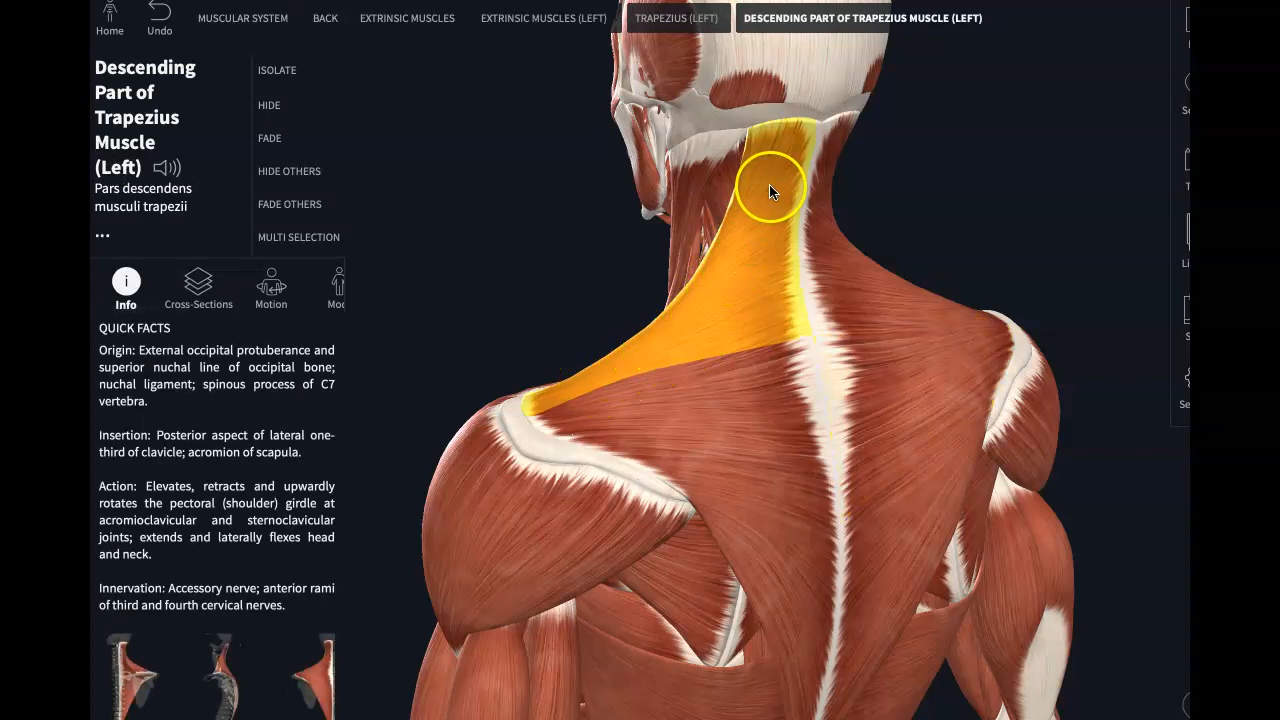 Home
Undo
MUSCULAR SYSTEM
BACK
EXTRINSIC MUSCLES
EXTRINSIC MUSCLES (LEFT)
TRAPEZIUS (LEFT)
DESCENDING PART OF TRAPEZIUS MUSCLE (LEFT)
Descending
Part of
Trapezius
Muscle
(Left)
Pars descendens
musculi trapezii
...
ISOLATE
HIDE
FADE
HIDE OTHERS
FADE OTHERS
MULTI SELECTION
Info
Cross-Sections
Motion
QUICK FACTS
Origin: External occipital protuberance and
superior nuchal line of occipital bone;
nuchal ligament; spinous process of C7
vertebra.
Insertion: Posterior aspect of lateral one-
third of clavicle; acromion of scapula.
Action: Elevates, retracts and upwardly
rotates the pectoral (shoulder) girdle at
acromioclavicular and sternoclavicular
joints; extends and laterally flexes head
and neck.
Innervation: Accessory nerve; anterior rami
of third and fourth cervical nerves.